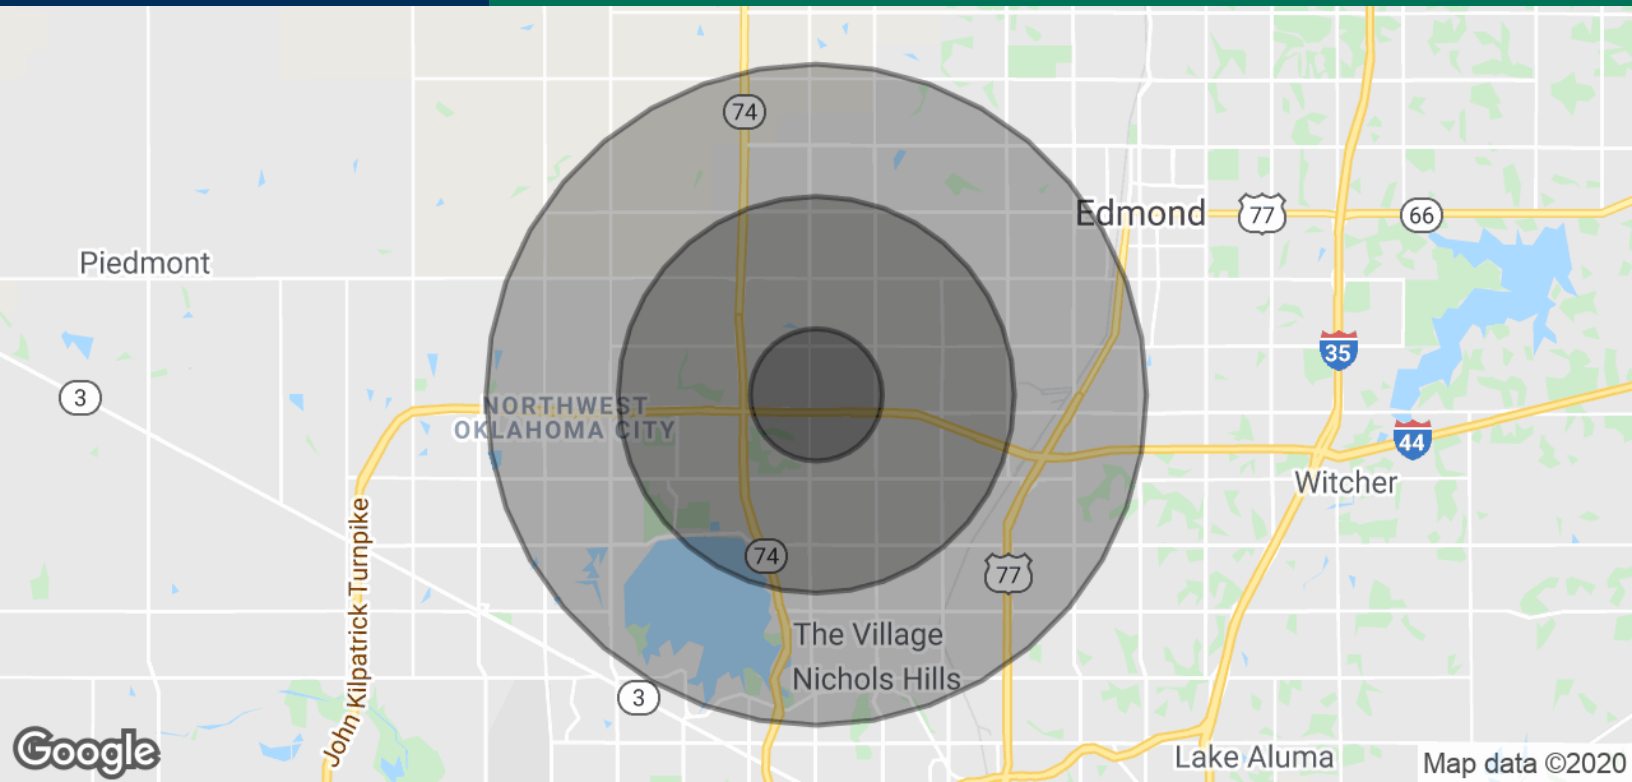 74
Edmond
77
66
Piedmont
35
3
NORTHWEST
OKLAHOMA CITY
44
Witcher
John Kilpatrick Turnpike
74
77
The Village
Nichols Hills
3
Google
Lake Aluma
Map data ©2020